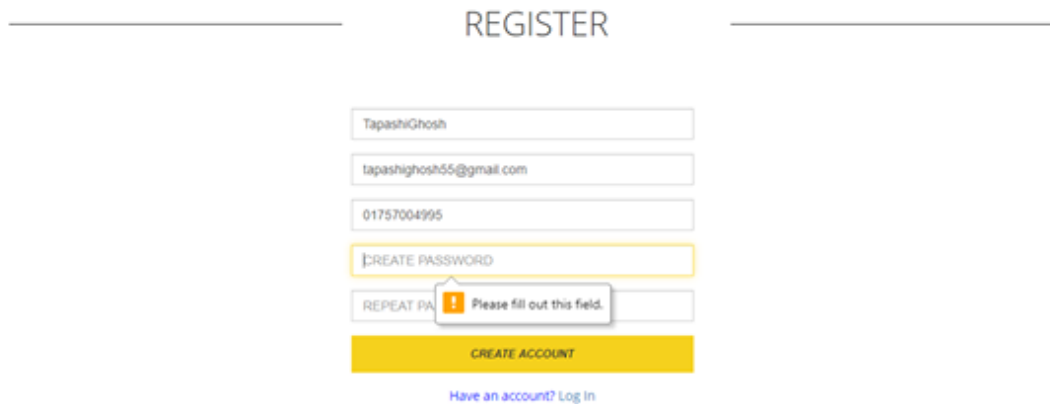 REGISTER
TapashiGhosh
tapashighosh55@gmail.com
01757004995
CREATE PASSWORD
REPEAT PA
Please fill out this field.
CREATE ACCOUNT
Have an account? Log In